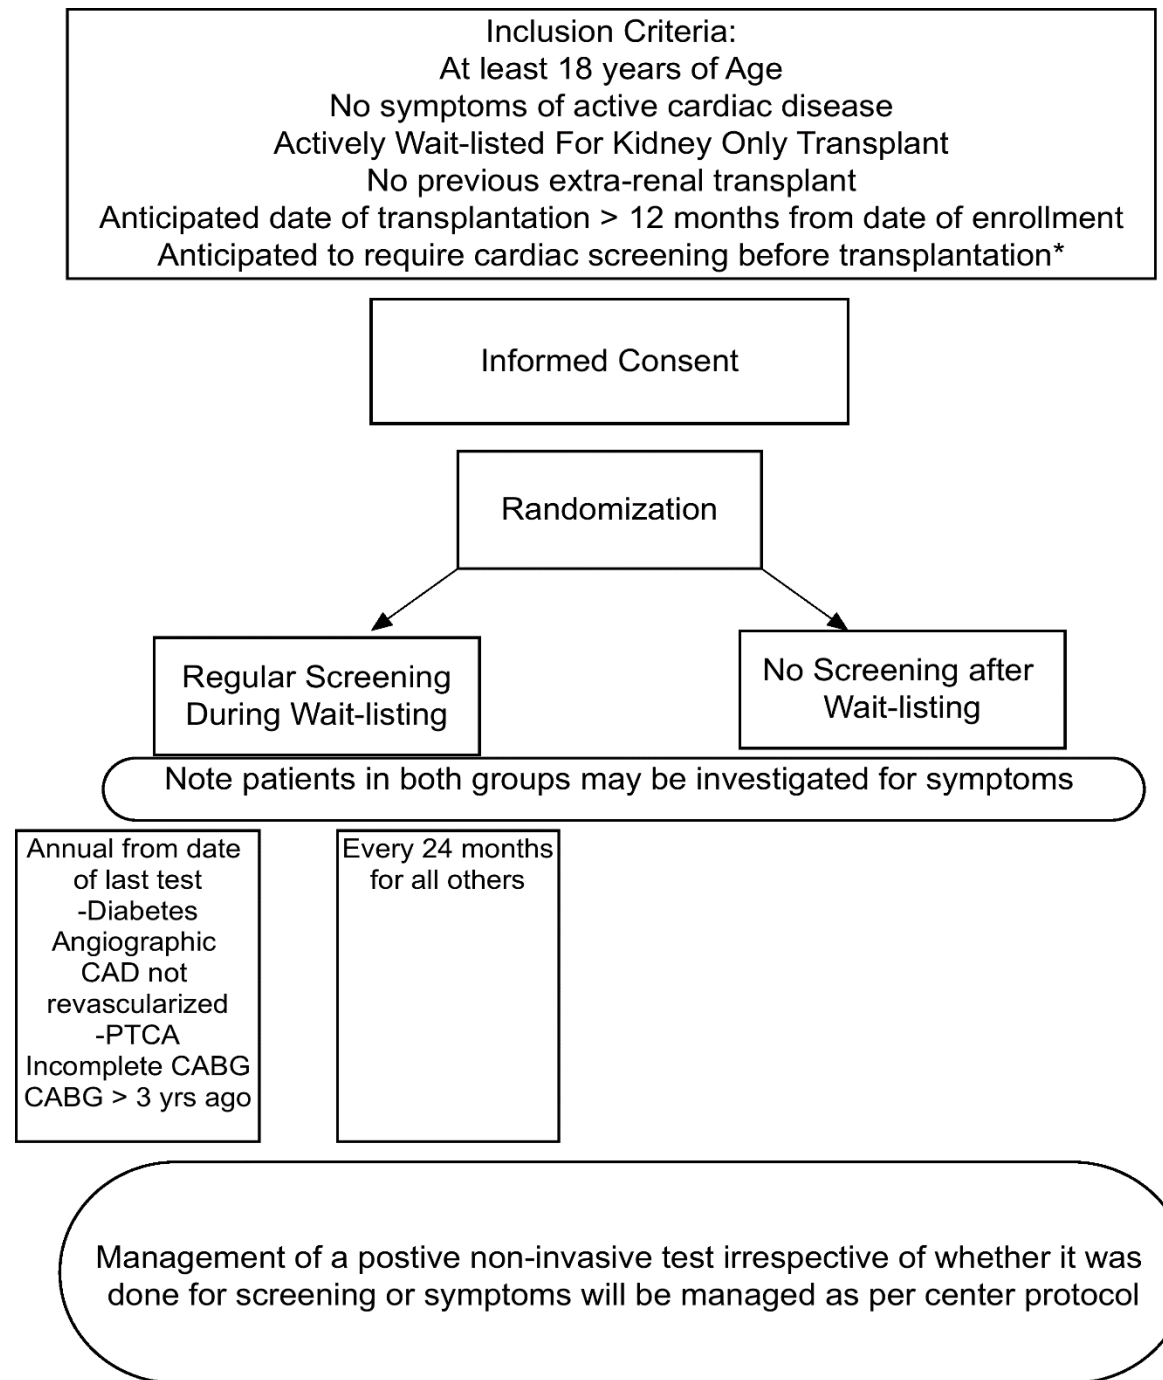 Inclusion Criteria:
At least 18 years of Age
No symptoms of active cardiac disease
Actively Wait-listed For Kidney Only Transplant
No previous extra-renal transplant
Anticipated date of transplantation > 12 months from date of enrollment
Anticipated to require cardiac screening before transplantation*
Informed Consent
Randomization
Regular Screening
During Wait-listing
No Screening after
Wait-listing
Note patients in both groups may be investigated for symptoms
Annual from date
of last test
-Diabetes
Angiographic
CAD not
revascularized
-PTCA
Incomplete CABG
CABG > 3 yrs ago
Every 24 months
for all others
Management of a postive non-invasive test irrespective of whether it was
done for screening or symptoms will be managed as per center protocol